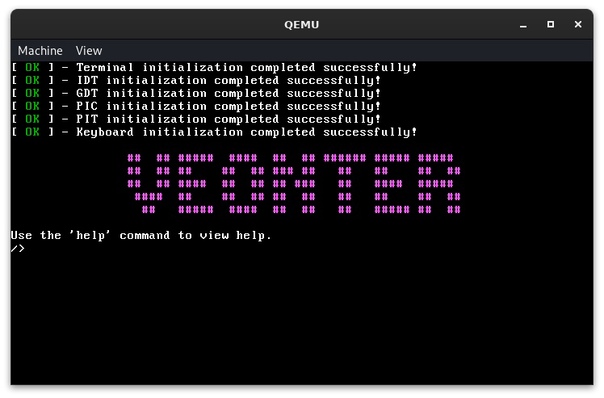 QEMU
Machine View
[ OK ] - Terminal initialization completed successfully!
[ OK ] - IDT initialization completed successfully!
[ OK ] - GDT initialization completed successfully!
[ OK ] - PIC initialization completed successfully!
[ OK ] - PIT initialization completed successfully!
[ OK ] - Keyboard initialization completed successfully!
VEONTER
Use the 'help' command to view help.
/>